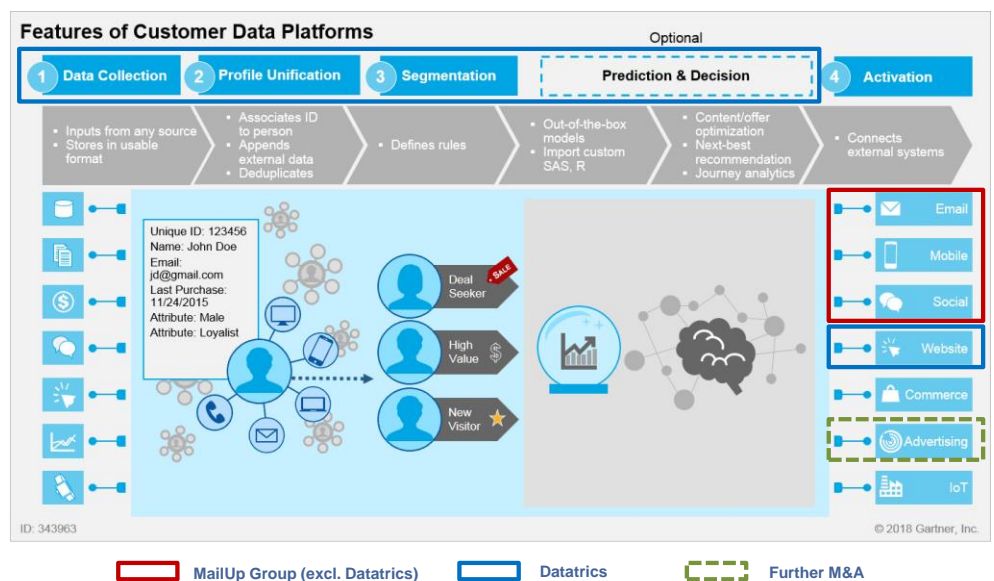 Features of Customer Data Platforms
Optional
1 Data Collection
2 Profile Unification
3 Segmentation
Prediction & Decision
4 Activation
▪ Inputs from any source
▪ Stores in usable
format
▪ Associates ID
to person
▪ Appends
external data
▪ Deduplicates
▪ Defines rules
▪ Out-of-the-box
models
▪ Import custom
SAS, R
▪ Content/offer
optimization
▪ Next-best
recommendation
▪ Journey analytics
▪ Connects
external systems
Unique ID: 123456
Name: John Doe
Email:
jd@gmail.com
Last Purchase:
11/24/2015
Attribute: Male
Attribute: Loyalist
Deal
Seeker
SALE
High
Value
$
New
Visitor
$
Email
Mobile
Social
Website
Commerce
Advertising
IoT
ID: 343963
© 2018 Gartner, Inc.
MailUp Group (excl. Datatrics)
Datatrics
Further M&A